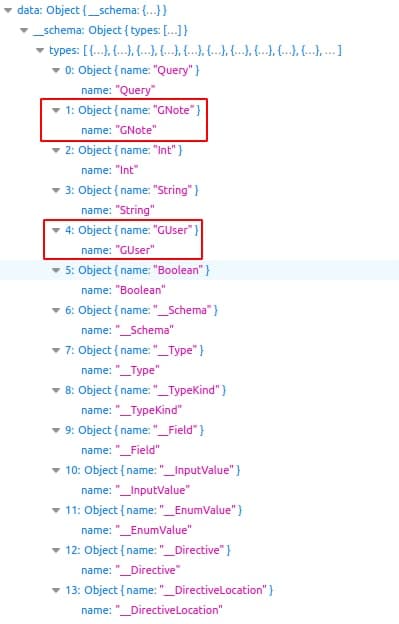 data: Object { __schema: {…} }
__schema: Object { types: […] }
types: [ {…}, {…}, {…}, {…}, {…}, {…}, {…}, {…}, {…}, {…}, … ]
0: Object { name: "Query" }
name: "Query"
1: Object { name: "GNote" }
name: "GNote"
2: Object { name: "Int" }
name: "Int"
3: Object { name: "String" }
name: "String"
4: Object { name: "GUser" }
name: "GUser"
5: Object { name: "Boolean" }
name: "Boolean"
6: Object { name: "__Schema" }
name: "__Schema"
7: Object { name: "__Type" }
name: "__Type"
8: Object { name: "__TypeKind" }
name: "__TypeKind"
9: Object { name: "__Field" }
name: "__Field"
10: Object { name: "__InputValue" }
name: "__InputValue"
11: Object { name: "__EnumValue" }
name: "__EnumValue"
12: Object { name: "__Directive" }
name: "__Directive"
13: Object { name: "__DirectiveLocation" }
name: "__DirectiveLocation"